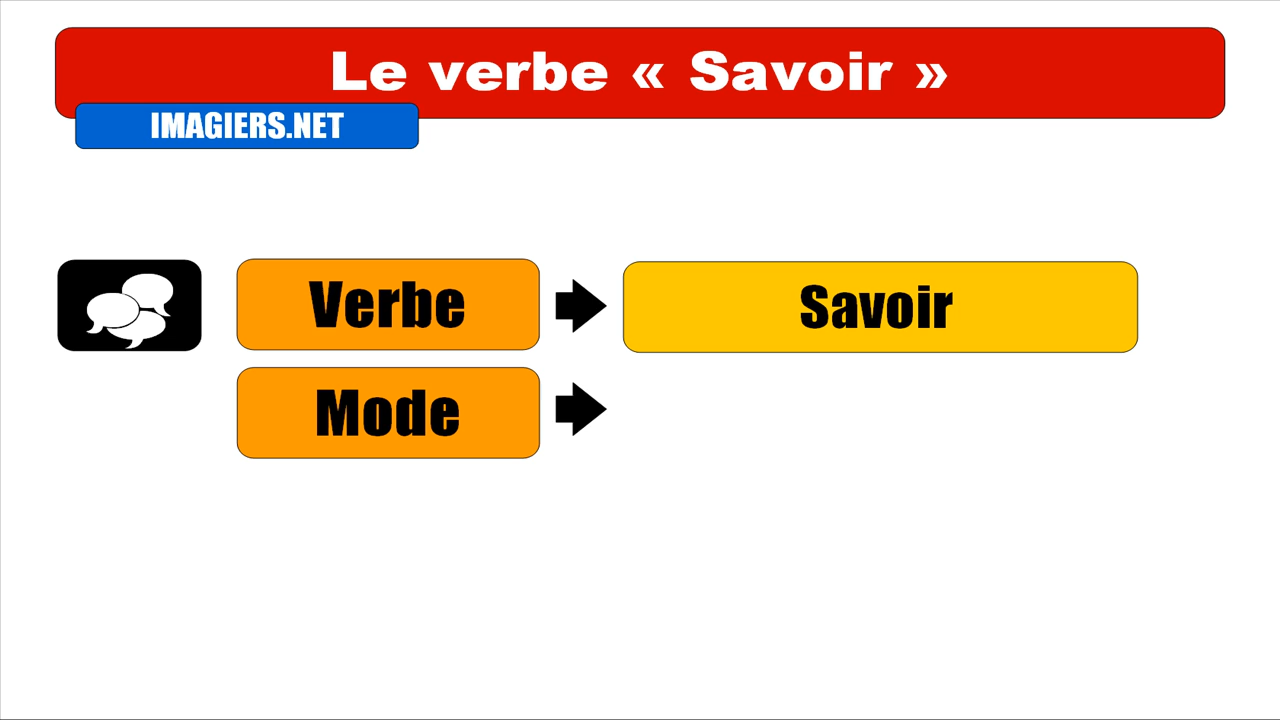 Le verbe « Savoir »
IMAGIERS.NET
Verbe
Savoir
Mode